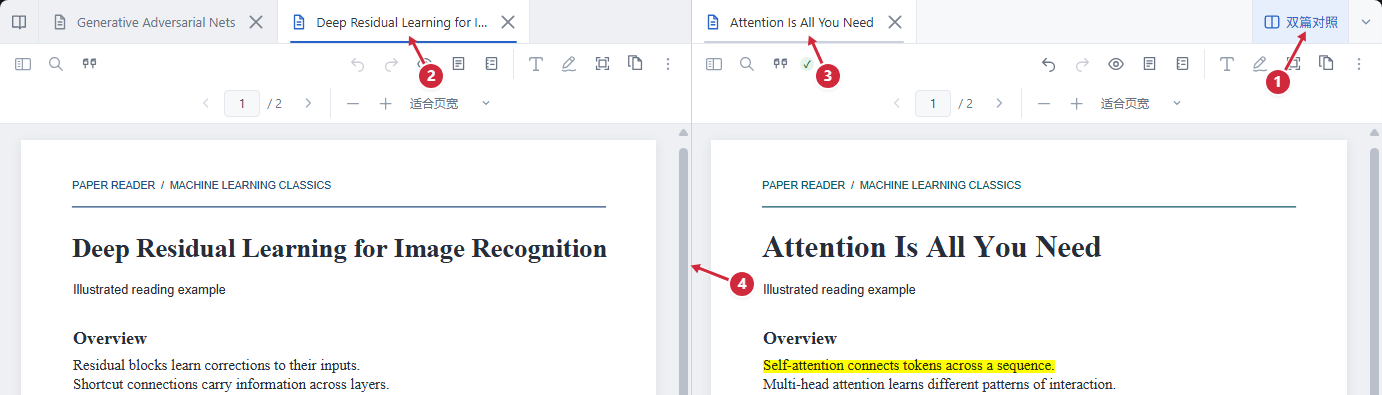 Generative Adversarial Nets
Deep Residual Learning for I...
Attention Is All You Need
双篇对照
2
3
1
1 / 2
适合页宽
1 / 2
适合页宽
PAPER READER / MACHINE LEARNING CLASSICS
Deep Residual Learning for Image Recognition
Illustrated reading example
Overview
Residual blocks learn corrections to their inputs.
Shortcut connections carry information across layers.
4
PAPER READER / MACHINE LEARNING CLASSICS
Attention Is All You Need
Illustrated reading example
Overview
Self-attention connects tokens across a sequence.
Multi-head attention learns different patterns of interaction.